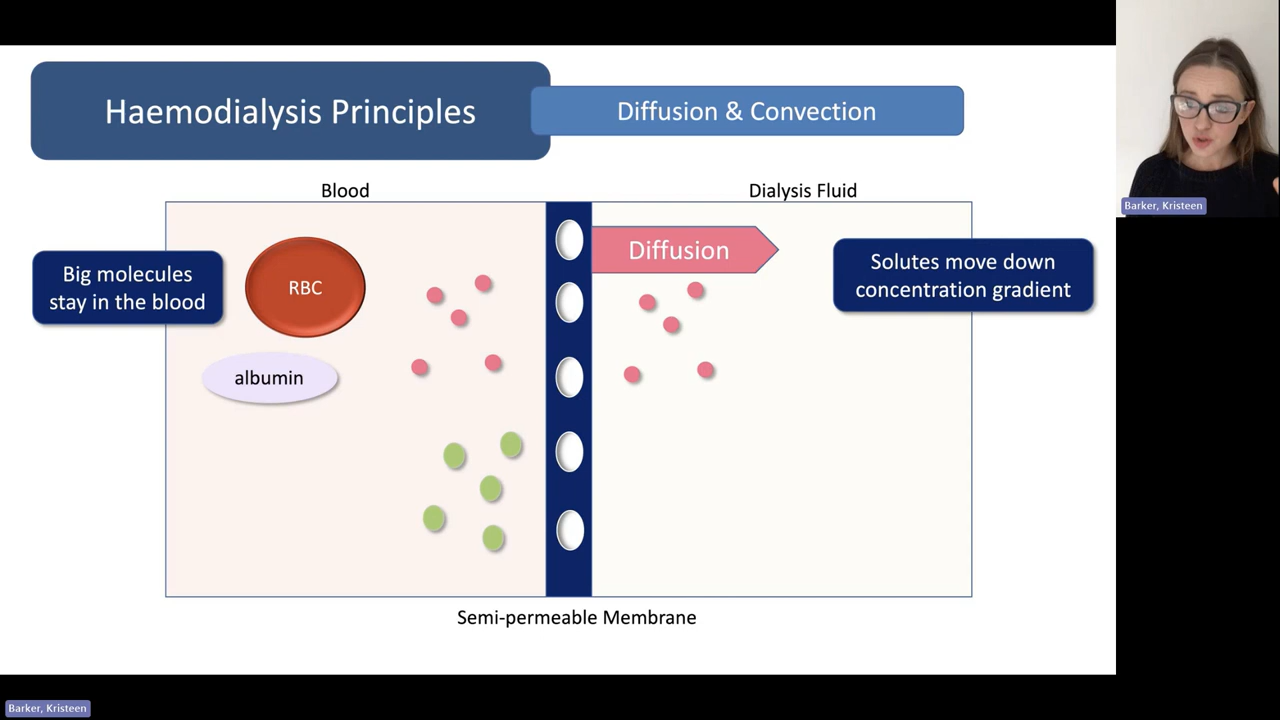 Haemodialysis Principles
Diffusion & Convection
Blood
Dialysis Fluid
Big molecules
stay in the blood
RBC
albumin
Diffusion
Solutes move down
concentration gradient
Semi-permeable Membrane
Barker, Kristeen
Barker, Kristeen